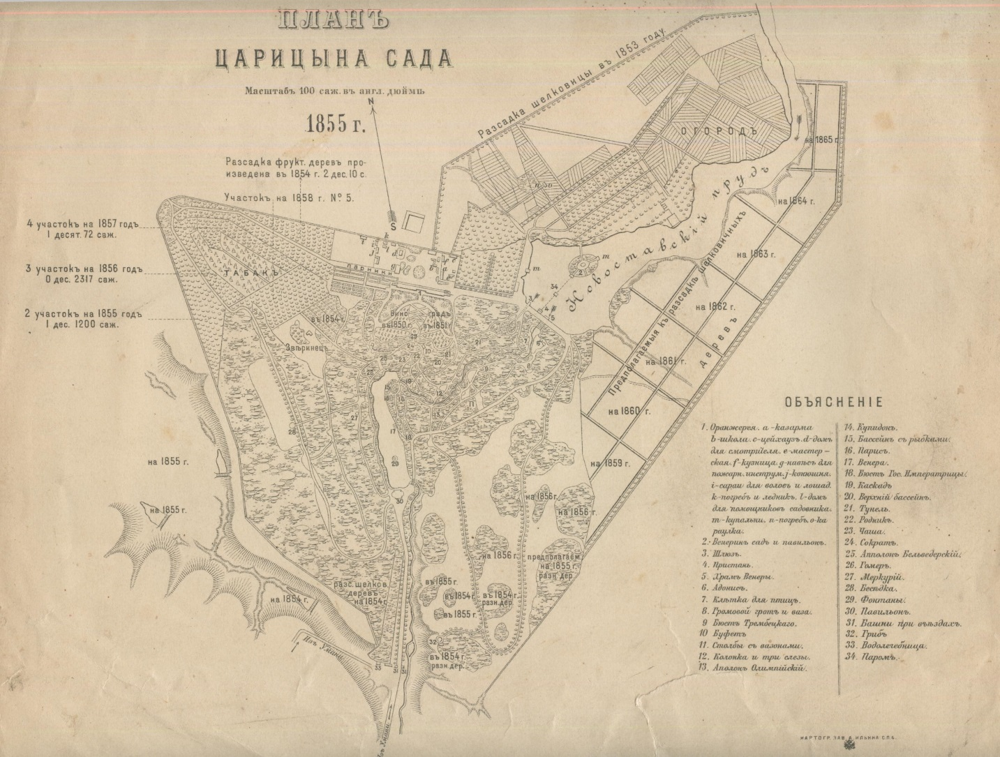 ПЛАНЪ
ЦАРИЦЫНА САДА
Масштабъ 100 саж. въ англ. дюймѣ
1855 г.
N
S
Разсадка фрукт. деревъ про-
изведена въ 1854 г. 2 дес. 10 с.
Участокъ на 1858 г. № 5.
4 участокъ на 1857 годъ
1 десят. 72 саж.
3 участокъ на 1856 годъ
0 дес. 2317 саж.
2 участокъ на 1855 годъ
1 дес. 1200 саж.
Разсадка шелковицы въ 1853 году.
ОГОРОДЪ
на 1865 г.
на 1864 г.
на 1863 г.
на 1862 г.
на 1861 г.
на 1860 г.
на 1859 г.
Новоставскій прудъ
Предполагаемыя къ разсадкѣ шелковичныхъ
деревъ
ТАБАКЪ
парники
въ 1854 г.
Вино
градъ
въ 1850 г.
въ 1851 г.
Звѣринецъ
на 1855 г.
на 1855 г.
на 1854 г.
на 1856 г.
на 1856 г.
на 1856 г.
предполагаем.
на 1855 г.
разн. дер.
разс. шелков.
деревъ
на 1854 г.
въ 1855 г.
въ 1854 г.
въ 1854 г.
разн. дер.
въ 1855 г.
въ 1854 г.
разн. дер.
Изъ Умани
Изъ Умани
ОБЪЯСНЕНІЕ
1. Оранжерея. a-казарма
b-школа. c-цейхаузъ. d-домъ
для смотрителя. e-мастер-
ская. f-кузница. g-навѣсъ для
пожарн. инструм. j-конюшня.
i-сараи для воловъ и лошад.
k-погребъ и ледникъ. l-домъ
для помощниковъ садовника.
m-купальни. n-погребъ. o-ка
раулка.
2. Венеринъ садъ и павильонъ.
3. Шлюзъ.
4. Пристань.
5. Храмъ Венеры.
6. Адонисъ.
7. Клѣтка для птицъ.
8. Громовой гротъ и ваза.
9 Бюстъ Трембецкаго.
10 Буфетъ
11. Столбы съ вазонами.
12. Колонка и три слезы.
13. Аполонъ Олимпійскій.
14. Купидонъ.
15. Бассейнъ съ рыбками.
16. Парисъ.
17. Венера.
18. Бюстъ Гос. Императрицы.
19. Каскадъ
20. Верхній бассейнъ.
21. Тунель.
22. Родникъ.
23. Чаша.
24. Сократъ.
25. Апполонъ Бельведерскій.
26. Гомеръ.
27. Меркурій.
28. Бесѣдка.
29. Фонтаны.
30. Павильонъ.
31. Башни при въѣздахъ.
32. Грибъ
33. Водолечебница.
34. Паромъ.
КАРТОГР. ЗАВ. А. ИЛЬИНА С.П.Б.